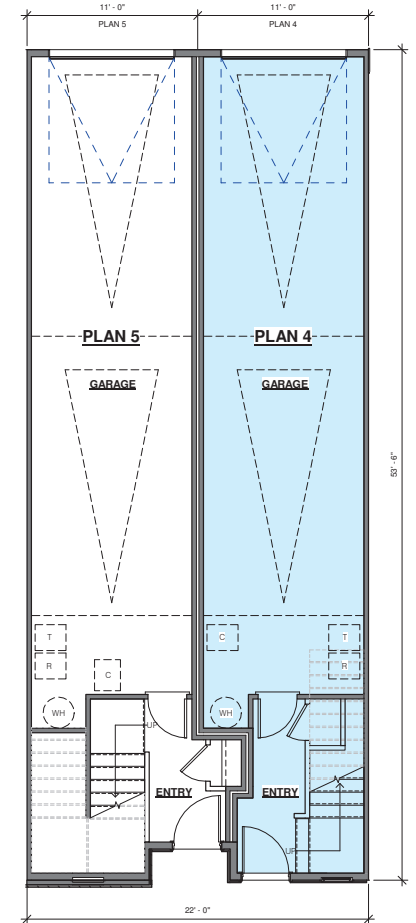 11' - 0" 11' - 0"
PLAN 5 PLAN 4
PLAN 5 PLAN 4
GARAGE GARAGE
53' - 6"
T C T
R R
C
WH WH
UP
ENTRY ENTRY
UP
22' - 0"